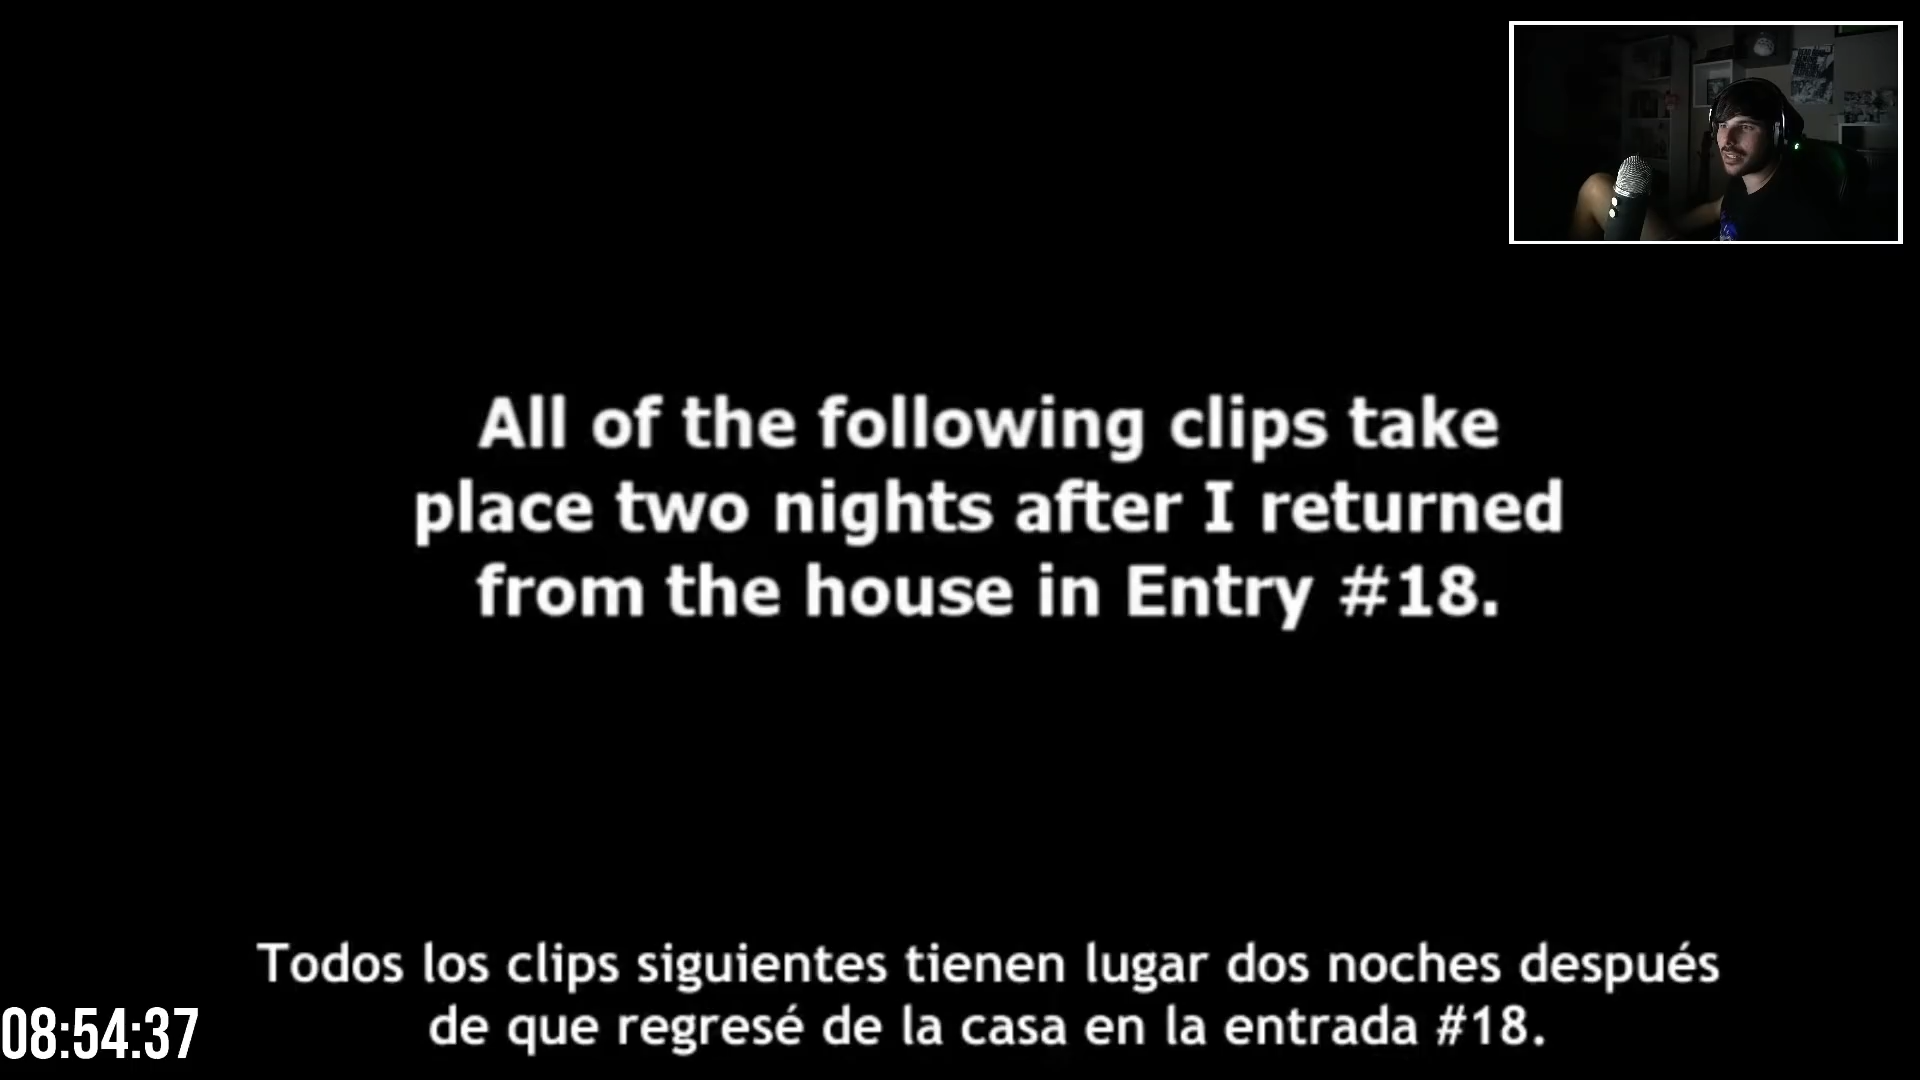 All of the following clips take
place two nights after I returned
from the house in Entry #18.
Todos los clips siguientes tienen lugar dos noches después
de que regresé de la casa en la entrada #18.
08:54:37